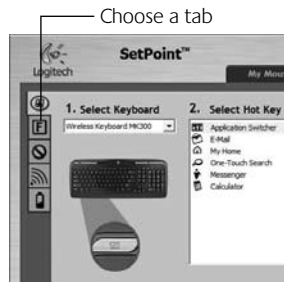 Choose a tab
Logitech
SetPoint™
My Mou
1. Select Keyboard
2. Select Hot Key
Wireless Keyboard MK300
Application Switcher
E-Mail
My Home
One-Touch Search
Messenger
Calculator
F